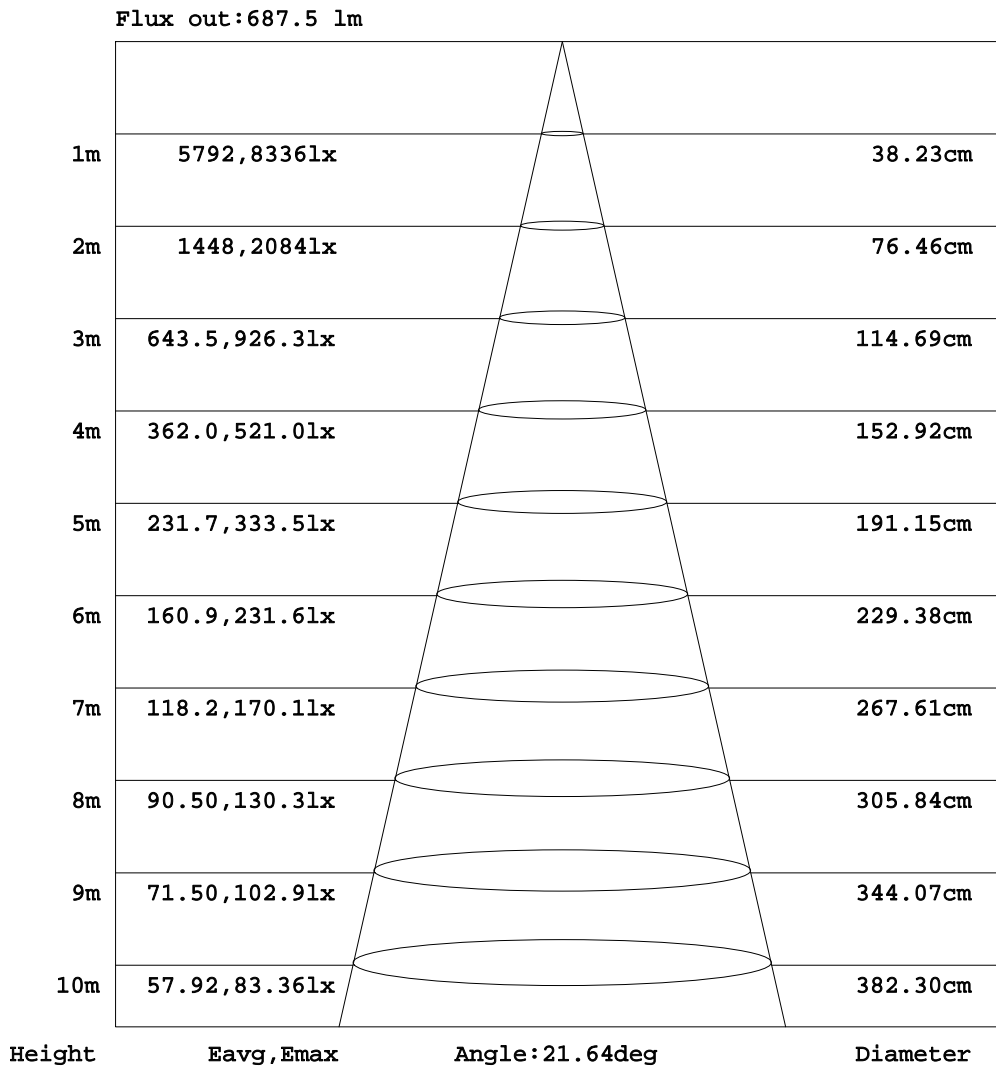 Flux out:687.5 lm
1m 5792,8336lx 38.23cm
2m 1448,2084lx 76.46cm
3m 643.5,926.3lx 114.69cm
4m 362.0,521.0lx 152.92cm
5m 231.7,333.5lx 191.15cm
6m 160.9,231.6lx 229.38cm
7m 118.2,170.1lx 267.61cm
8m 90.50,130.3lx 305.84cm
9m 71.50,102.9lx 344.07cm
10m 57.92,83.36lx 382.30cm
Height Eavg,Emax Angle:21.64deg Diameter